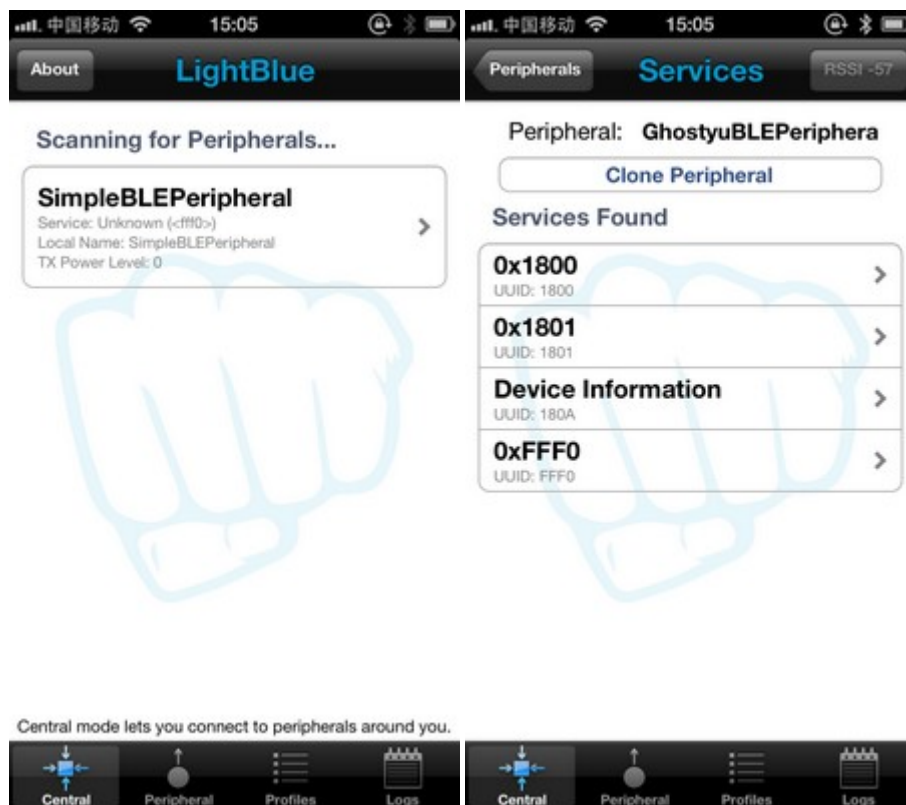 中国移动 15:05
About LightBlue
Scanning for Peripherals...
SimpleBLEPeripheral
Service: Unknown (<fff0>)
Local Name: SimpleBLEPeripheral
TX Power Level: 0
Central mode lets you connect to peripherals around you.
Central Peripheral Profiles Logs
中国移动 15:05
Peripherals Services RSSI -57
Peripheral: GhostyuBLEPeriphera
Clone Peripheral
Services Found
0x1800
UUID: 1800
0x1801
UUID: 1801
Device Information
UUID: 180A
0xFFF0
UUID: FFF0
Central Peripheral Profiles Logs